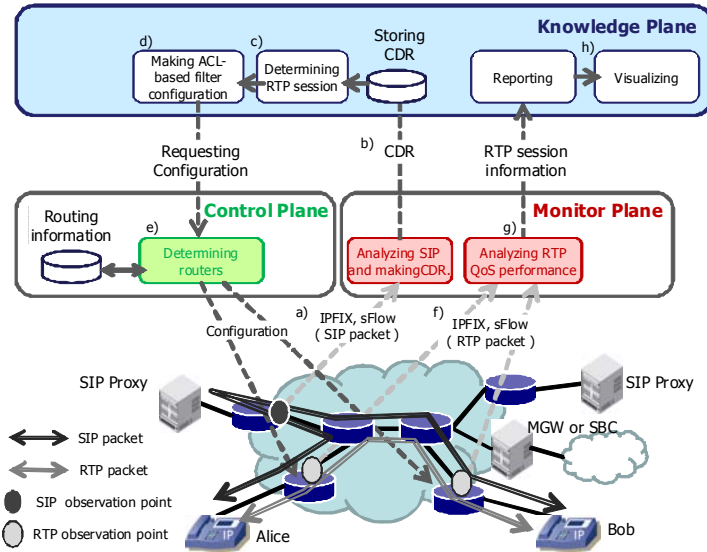 Knowledge Plane
d)
c)
Storing
CDR
h)
Making ACL-
based filter
configuration
Determining
RTP session
Reporting
Visualizing
b)
CDR
Requesting
Configuration
RTP session
information
Control Plane
Monitor Plane
Routing
information
e)
g)
Determining
routers
Analyzing SIP
and makingCDR.
Analyzing RTP
QoS performance
a)
f)
Configuration
IPFIX, sFlow
( SIP packet )
IPFIX, sFlow
( RTP packet )
SIP Proxy
SIP Proxy
MGW or SBC
SIP packet
RTP packet
SIP observation point
RTP observation point
IP
Alice
IP
Bob